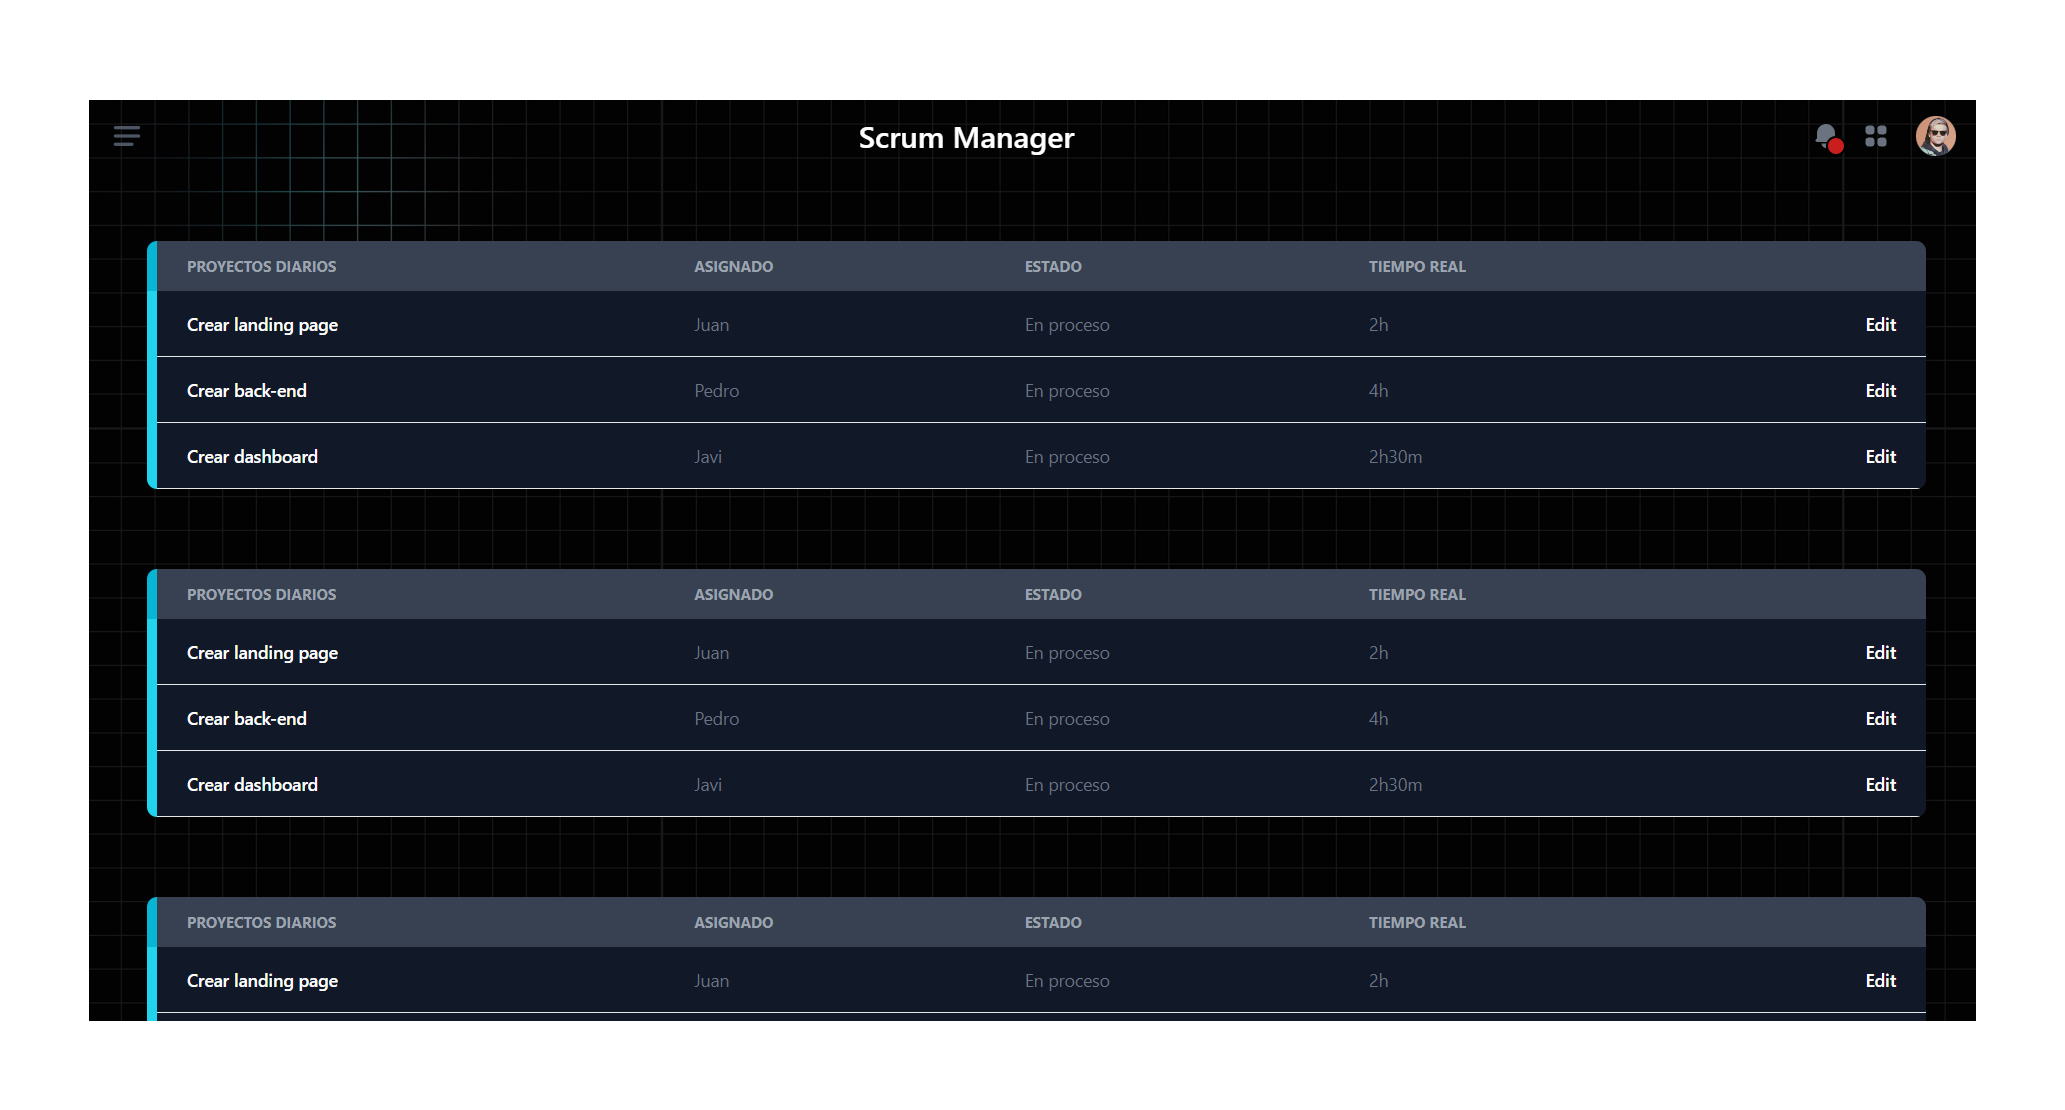 Scrum Manager
PROYECTOS DIARIOS ASIGNADO ESTADO TIEMPO REAL
Crear landing page Juan En proceso 2h Edit
Crear back-end Pedro En proceso 4h Edit
Crear dashboard Javi En proceso 2h30m Edit
PROYECTOS DIARIOS ASIGNADO ESTADO TIEMPO REAL
Crear landing page Juan En proceso 2h Edit
Crear back-end Pedro En proceso 4h Edit
Crear dashboard Javi En proceso 2h30m Edit
PROYECTOS DIARIOS ASIGNADO ESTADO TIEMPO REAL
Crear landing page Juan En proceso 2h Edit